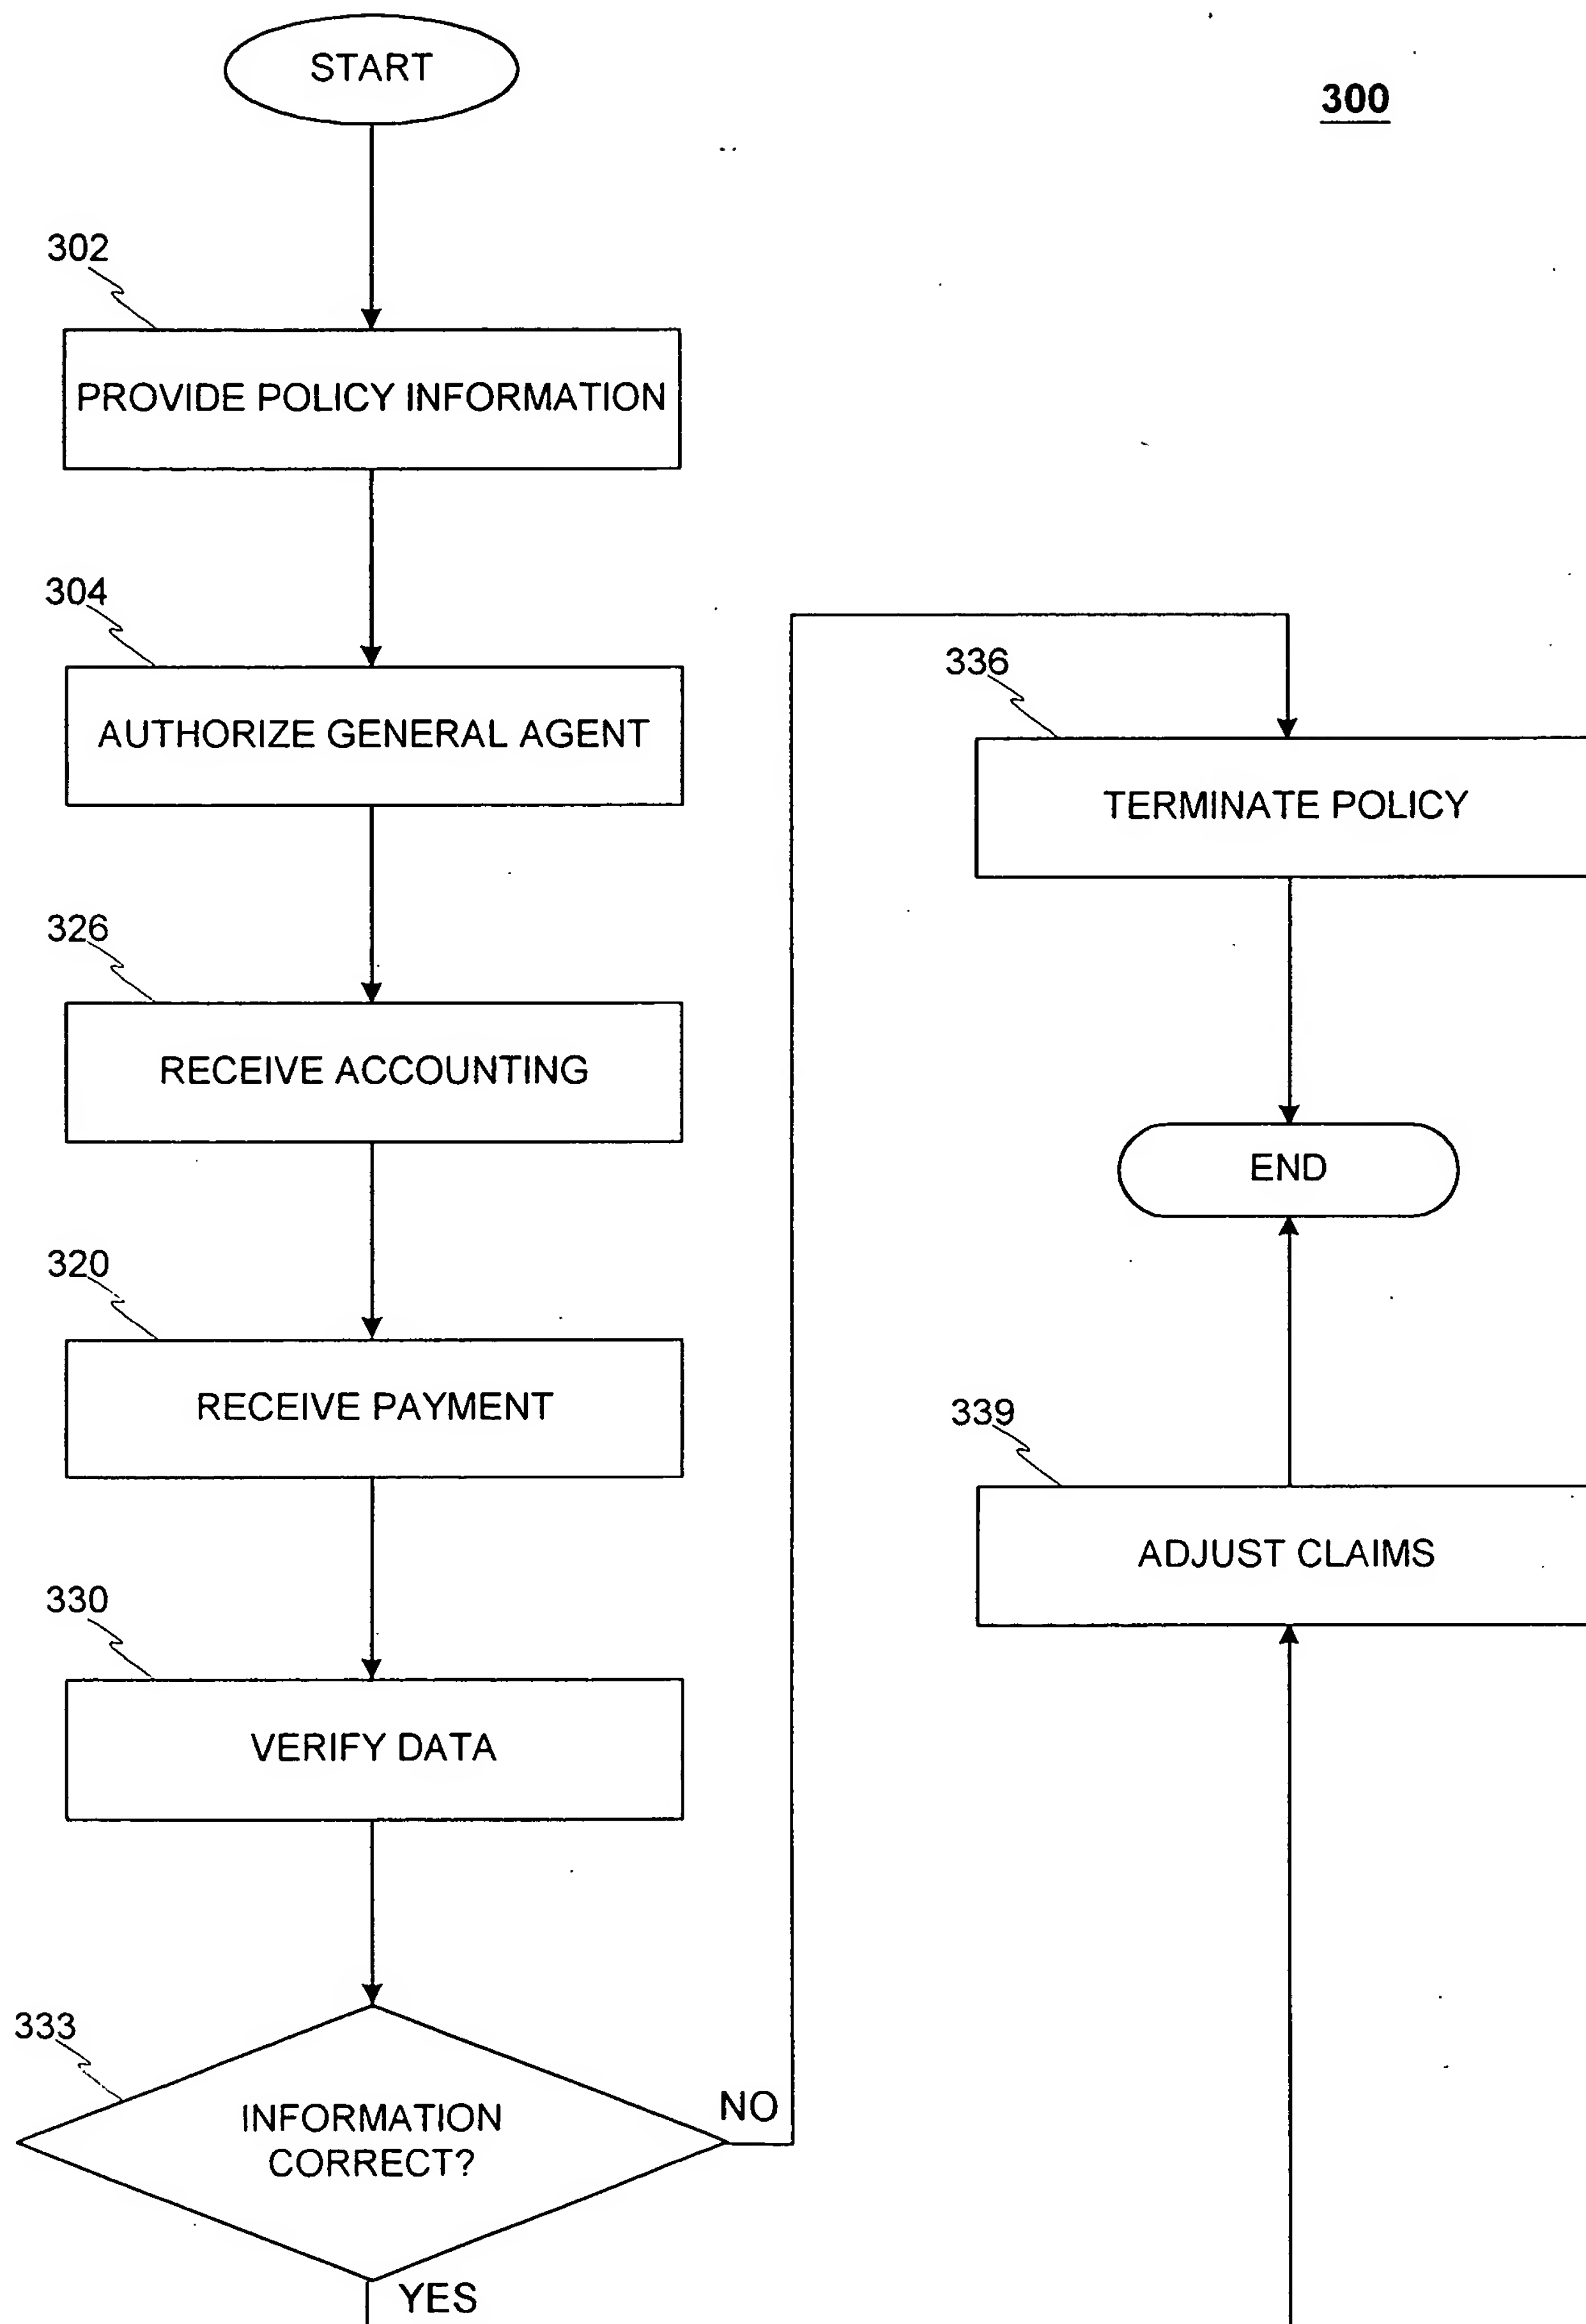 START
300
302
PROVIDE POLICY INFORMATION
304
AUTHORIZE GENERAL AGENT
326
RECEIVE ACCOUNTING
320
RECEIVE PAYMENT
330
VERIFY DATA
333
INFORMATION
CORRECT?
NO
YES
336
TERMINATE POLICY
END
339
ADJUST CLAIMS